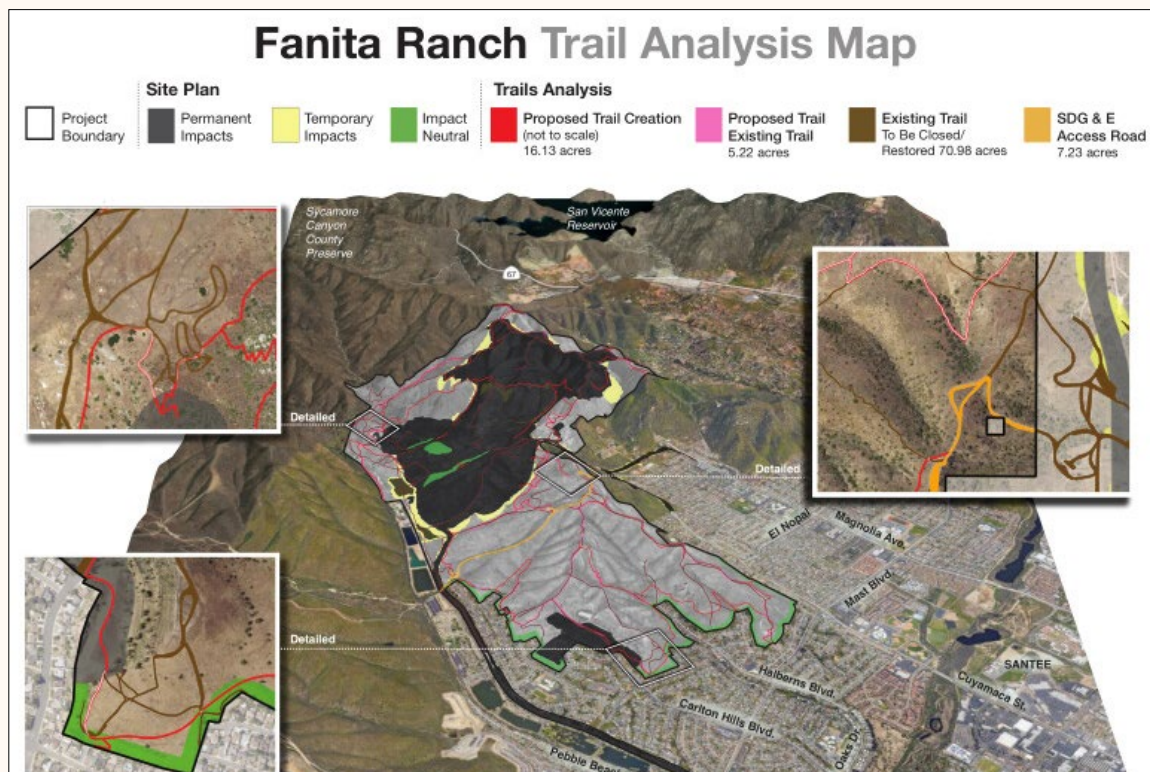 Fanita Ranch Trail Analysis Map
Site Plan
Trails Analysis
Project
Boundary
Permanent
Impacts
Temporary
Impacts
Impact
Neutral
Proposed Trail Creation
(not to scale)
16.13 acres
Proposed Trail
Existing Trail
5.22 acres
Existing Trail
To Be Closed/
Restored 70.98 acres
SDG & E
Access Road
7.23 acres
Sycamore
Canyon
County
Preserve
San Vicente
Reservoir
67
Detailed
Detailed
El Nopal
Magnolia Ave.
Mast Blvd.
Detailed
SANTEE
Halberns Blvd.
Cuyamaca St.
Carlton Hills Blvd.
Oaks Dr.
Pebble Beach